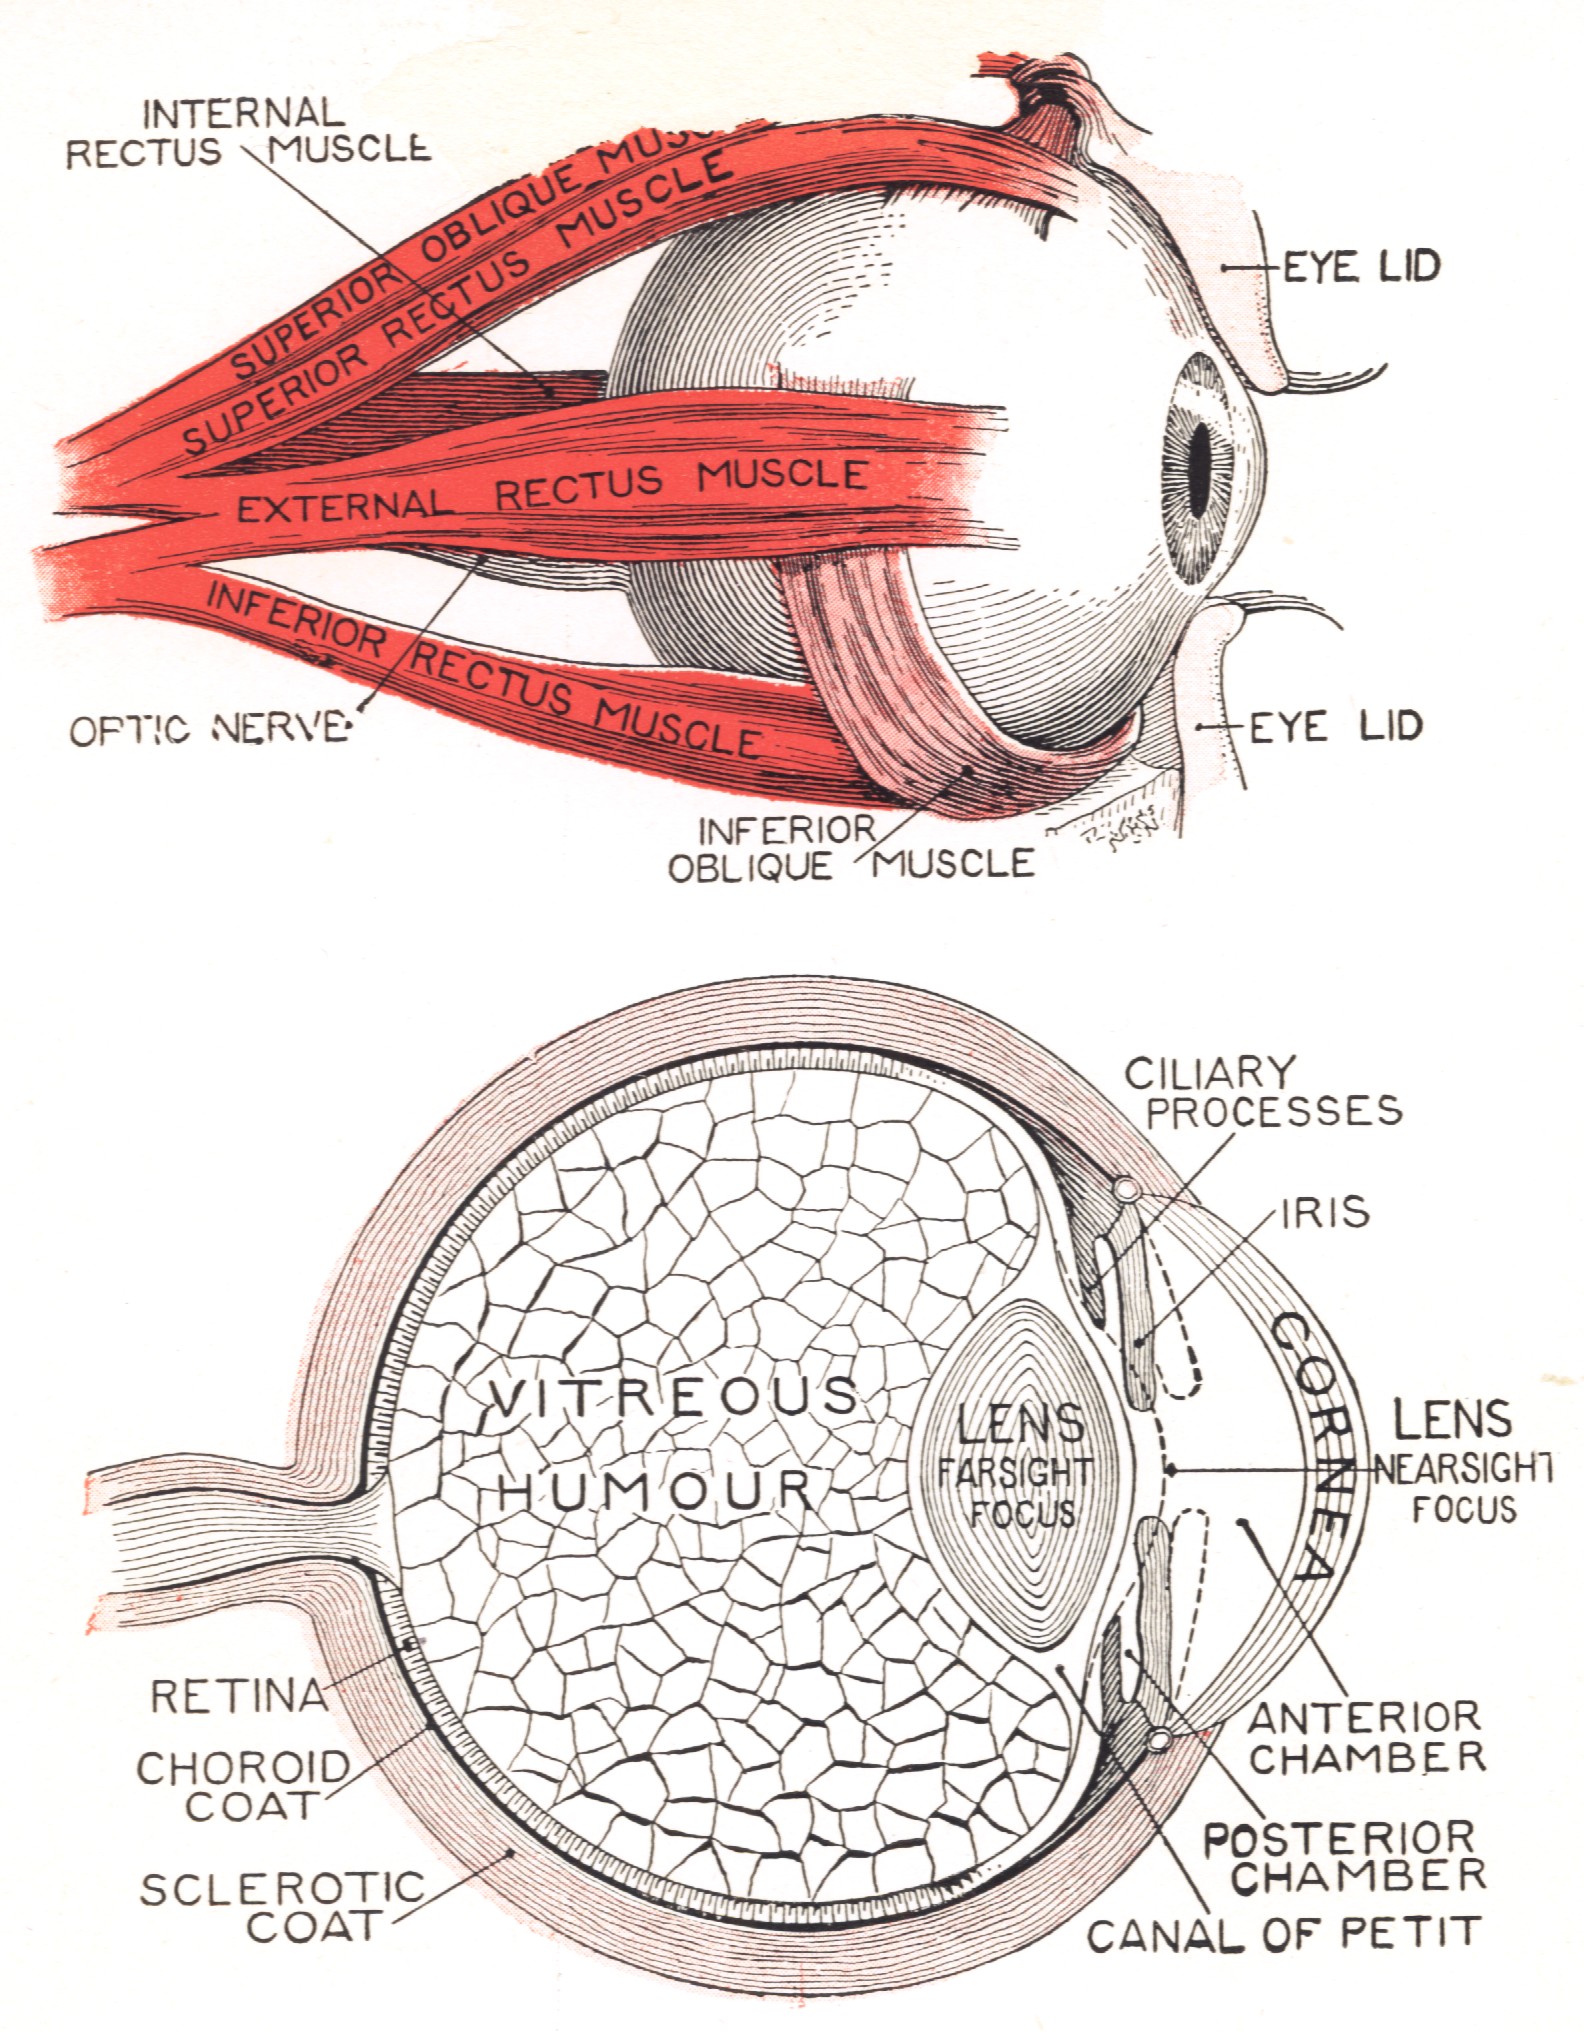 INTERNAL
RECTUS MUSCLE
SUPERIOR OBLIQUE
SUPERIOR RECTUS MUSCLE
EYE LID
EXTERNAL RECTUS MUSCLE
INFERIOR RECTUS MUSCLE
OPTIC NERVE
EYE LID
INFERIOR
OBLIQUE MUSCLE
CILIARY
PROCESSES
IRIS
CORNEA
VITREOUS
HUMOUR
LENS
FARSIGHT
FOCUS
LENS
NEARSIGHT
FOCUS
RETINA
CHOROID
COAT
SCLEROTIC
COAT
ANTERIOR
CHAMBER
POSTERIOR
CHAMBER
CANAL OF PETIT